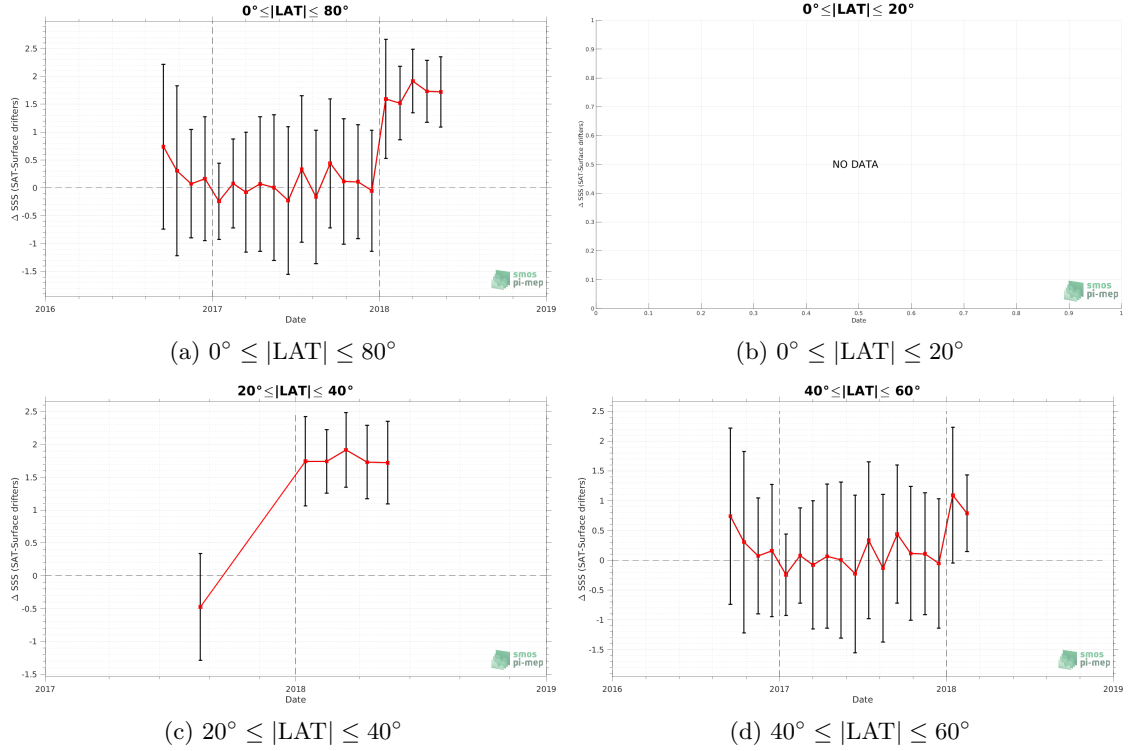 0°≤|LAT|≤ 80°
Δ SSS (SAT-Surface drifters)
2.5
2
1.5
1
0.5
0
-0.5
-1
-1.5
2016
2017
2018
2019
Date
smos
pi-mep
(a) 0° ≤ |LAT| ≤ 80°
0°≤|LAT|≤ 20°
Δ SSS (SAT-Surface drifters)
1
0.9
0.8
0.7
0.6
0.5
0.4
0.3
0.2
0.1
0
NO DATA
0
0.1
0.2
0.3
0.4
0.5
0.6
0.7
0.8
0.9
1
Date
smos
pi-mep
(b) 0° ≤ |LAT| ≤ 20°
20°≤|LAT|≤ 40°
Δ SSS (SAT-Surface drifters)
2.5
2
1.5
1
0.5
0
-0.5
-1
-1.5
2017
2018
2019
Date
smos
pi-mep
(c) 20° ≤ |LAT| ≤ 40°
40°≤|LAT|≤ 60°
Δ SSS (SAT-Surface drifters)
2.5
2
1.5
1
0.5
0
-0.5
-1
-1.5
2016
2017
2018
2019
Date
smos
pi-mep
(d) 40° ≤ |LAT| ≤ 60°